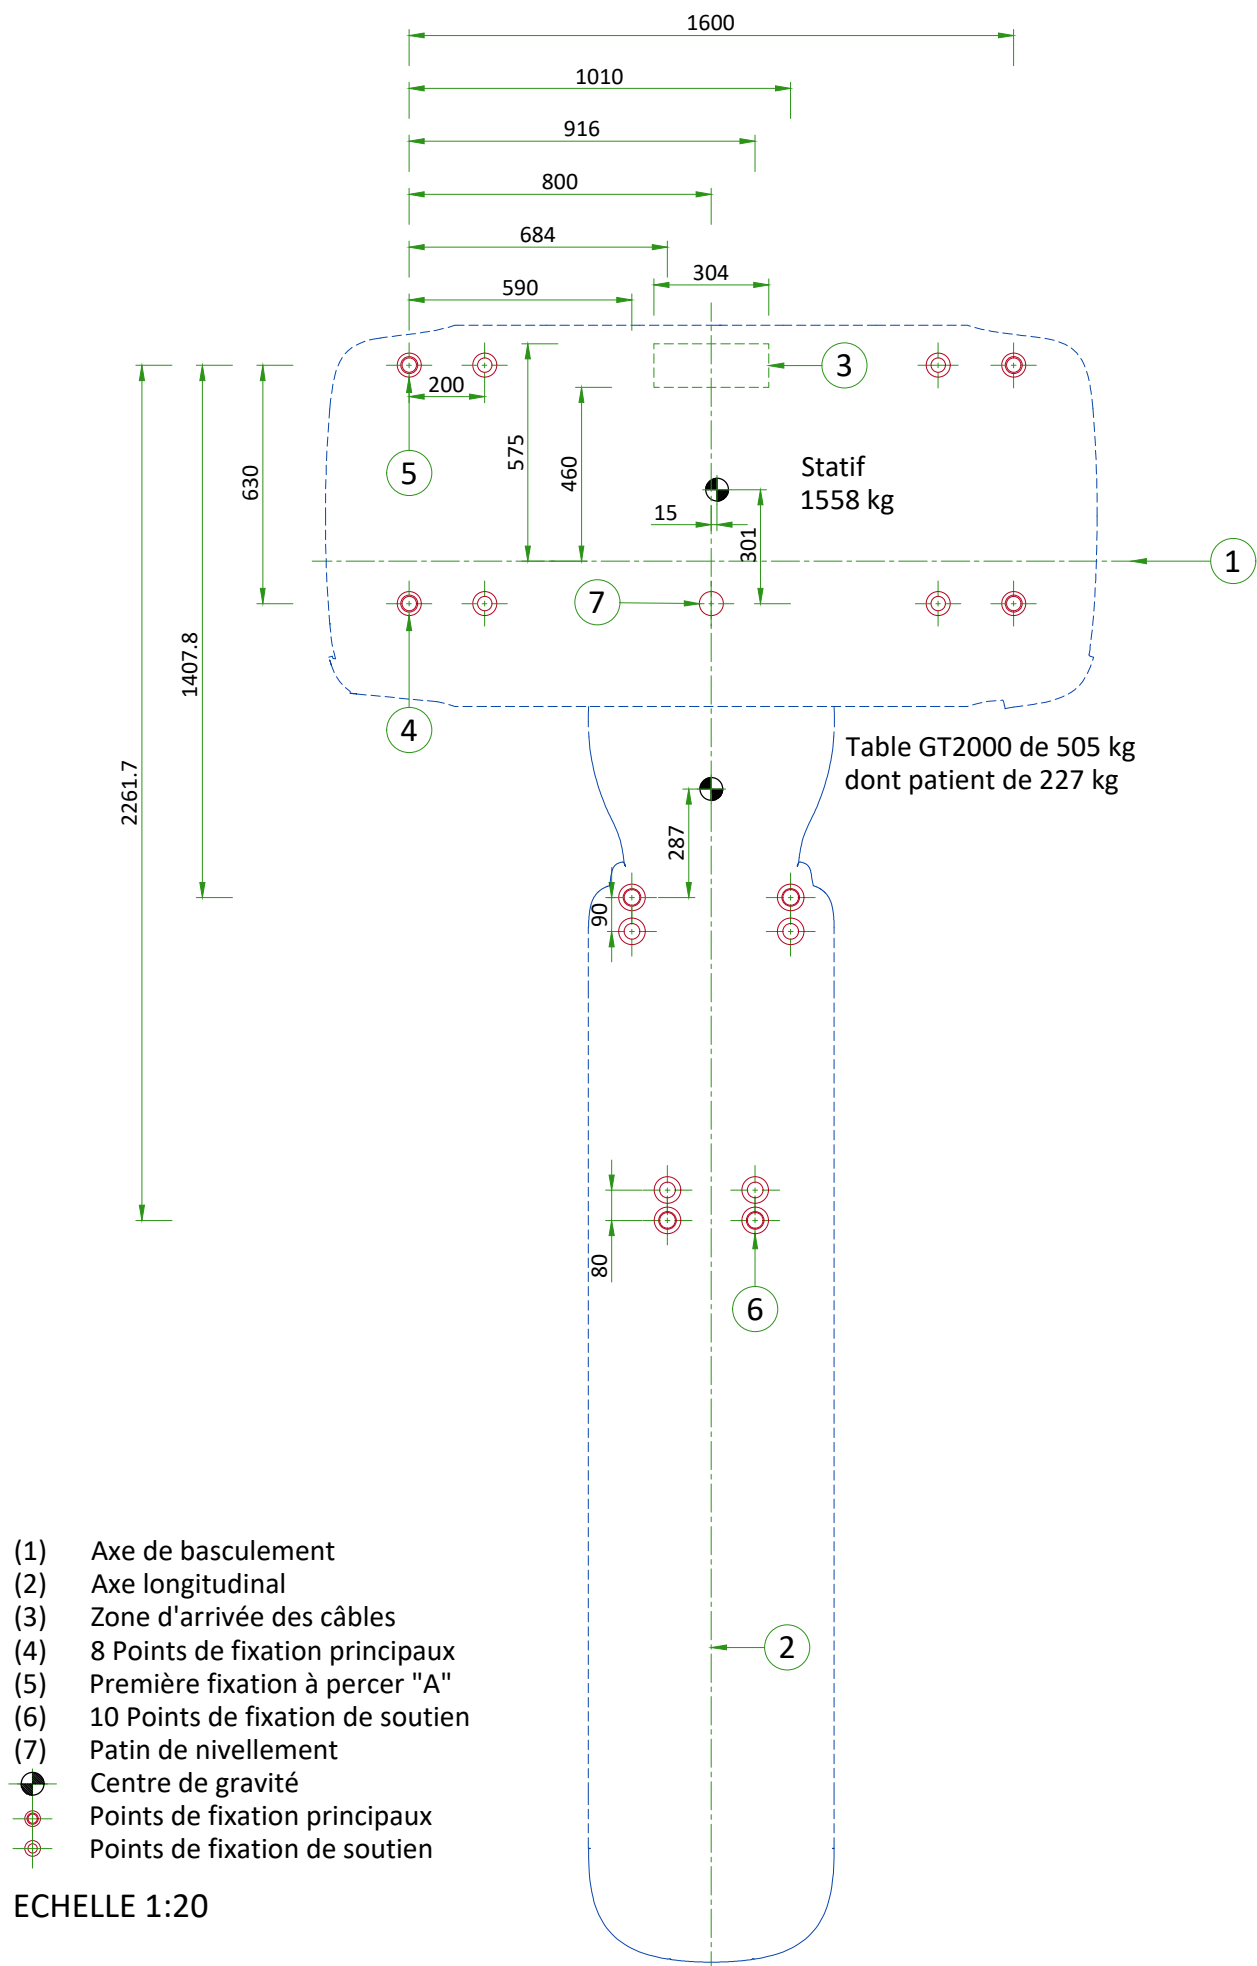 1600
1010
916
800
684
304
590
3
200
575
460
630
5
Statif
1558 kg
15
301
1
7
1407.8
4
Table GT2000 de 505 kg
dont patient de 227 kg
2261.7
287
90
80
6
(1) Axe de basculement
(2) Axe longitudinal
(3) Zone d'arrivée des câbles
2
(4) 8 Points de fixation principaux
(5) Première fixation à percer "A"
(6) 10 Points de fixation de soutien
(7) Patin de nivellement
Centre de gravité
Points de fixation principaux
Points de fixation de soutien
ECHELLE 1:20